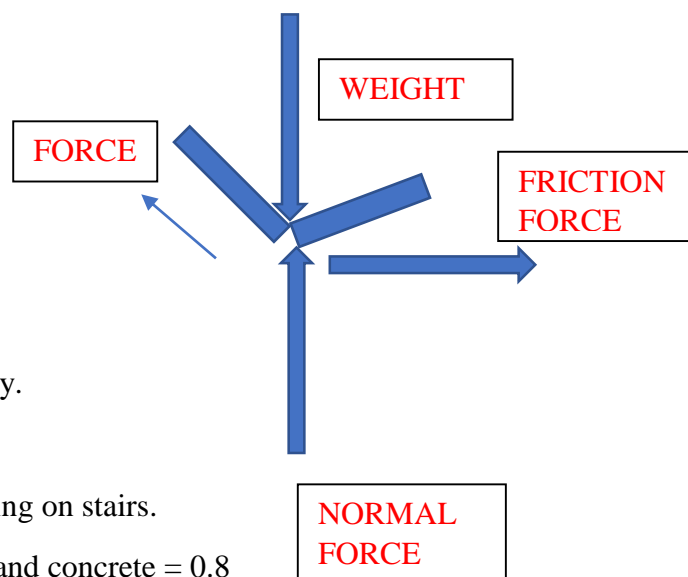 WEIGHT
FORCE
FRICTION
FORCE
y.
ng on stairs.
and concrete = 0.8
NORMAL
FORCE